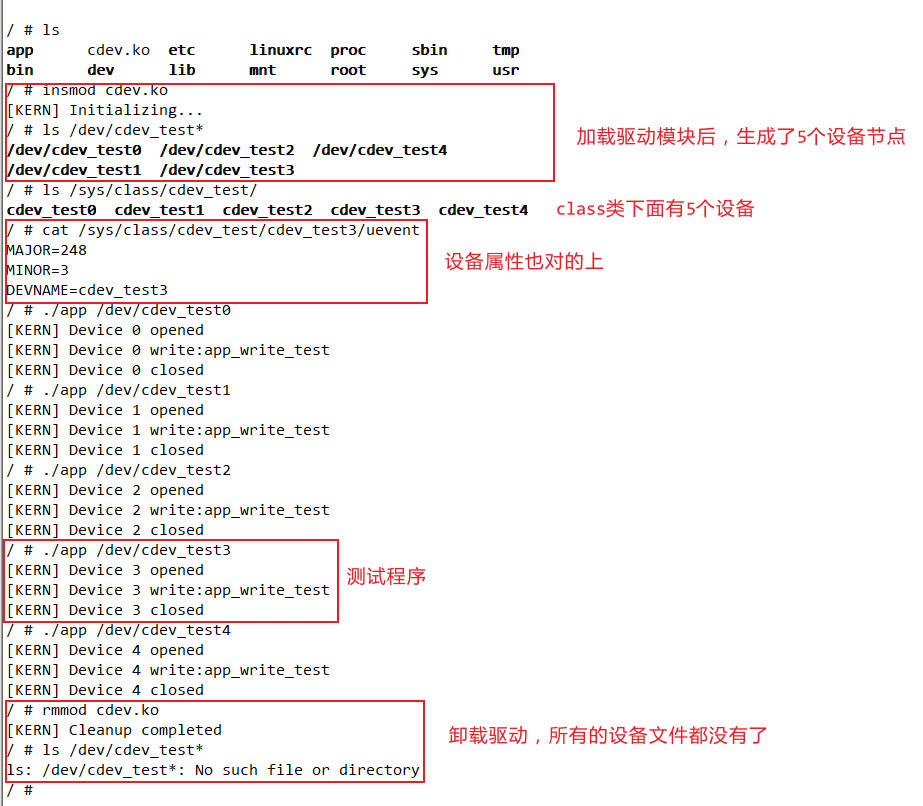 / # ls
app cdev.ko etc linuxrc proc sbin tmp
bin dev lib mnt root sys usr
/ # insmod cdev.ko
[KERN] Initializing...
/ # ls /dev/cdev_test*
/dev/cdev_test0 /dev/cdev_test2 /dev/cdev_test4
/dev/cdev_test1 /dev/cdev_test3
加载驱动模块后，生成了5个设备节点
/ # ls /sys/class/cdev_test/
cdev_test0 cdev_test1 cdev_test2 cdev_test3 cdev_test4
class类下面有5个设备
/ # cat /sys/class/cdev_test/cdev_test3/uevent
MAJOR=248
MINOR=3
DEVNAME=cdev_test3
设备属性也对的上
/ # ./app /dev/cdev_test0
[KERN] Device 0 opened
[KERN] Device 0 write:app_write_test
[KERN] Device 0 closed
/ # ./app /dev/cdev_test1
[KERN] Device 1 opened
[KERN] Device 1 write:app_write_test
[KERN] Device 1 closed
/ # ./app /dev/cdev_test2
[KERN] Device 2 opened
[KERN] Device 2 write:app_write_test
[KERN] Device 2 closed
/ # ./app /dev/cdev_test3
[KERN] Device 3 opened
[KERN] Device 3 write:app_write_test
[KERN] Device 3 closed
测试程序
/ # ./app /dev/cdev_test4
[KERN] Device 4 opened
[KERN] Device 4 write:app_write_test
[KERN] Device 4 closed
/ # rmmod cdev.ko
[KERN] Cleanup completed
/ # ls /dev/cdev_test*
ls: /dev/cdev_test*: No such file or directory
卸载驱动，所有的设备文件都没有了
/ #